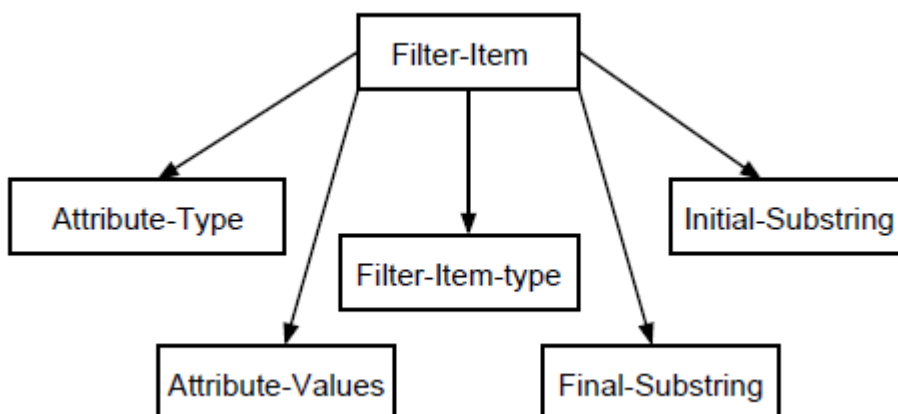 Filter-Item
Attribute-Type
Initial-Substring
Filter-Item-type
Attribute-Values
Final-Substring